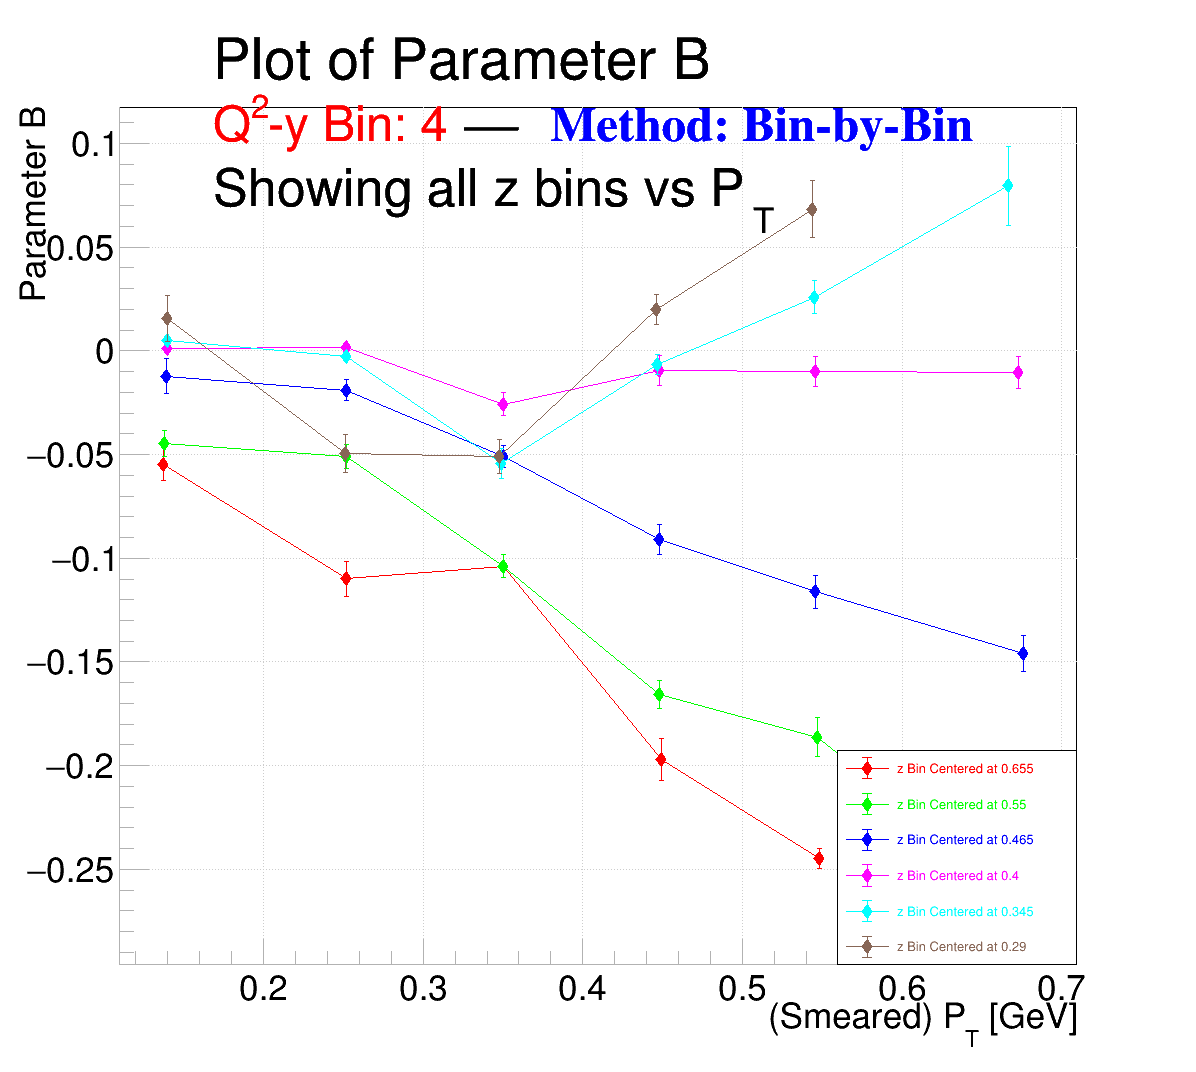 Plot of Parameter B
Q²-y Bin: 4 — Method: Bin-by-Bin
Showing all z bins vs P_T
Parameter B
0.1
0.05
0
−0.05
−0.1
−0.15
−0.2
−0.25
z Bin Centered at 0.655
z Bin Centered at 0.55
z Bin Centered at 0.465
z Bin Centered at 0.4
z Bin Centered at 0.345
z Bin Centered at 0.29
0.2 0.3 0.4 0.5 0.6 0.7
(Smeared) P_T [GeV]